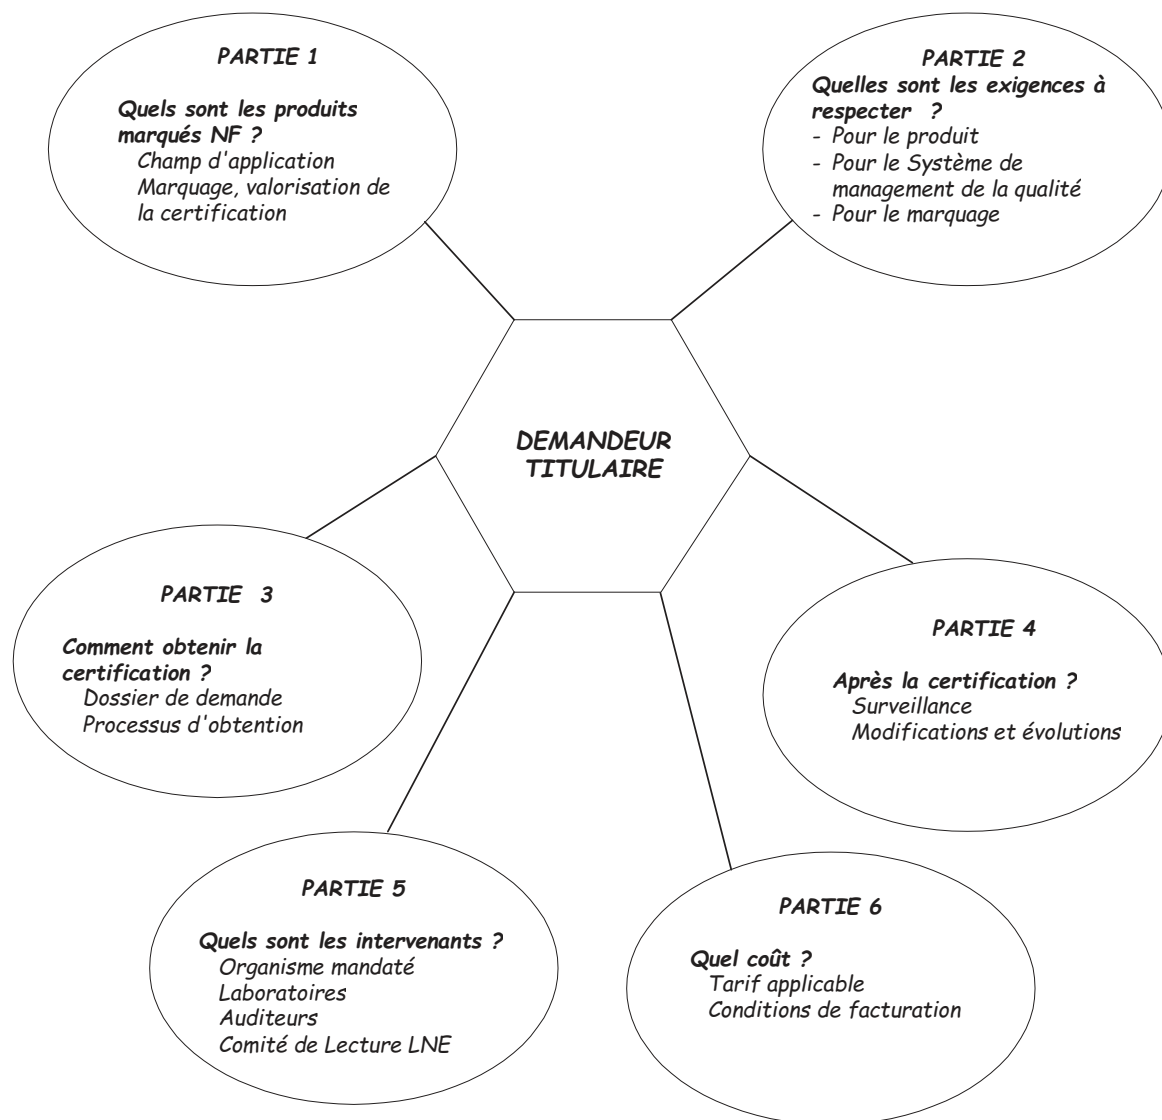 PARTIE 1
Quels sont les produits
marqués NF ?
Champ d'application
Marquage, valorisation de
la certification
PARTIE 2
Quelles sont les exigences à
respecter ?
- Pour le produit
- Pour le Système de
management de la qualité
- Pour le marquage
DEMANDEUR
TITULAIRE
PARTIE 3
Comment obtenir la
certification ?
Dossier de demande
Processus d'obtention
PARTIE 4
Après la certification ?
Surveillance
Modifications et évolutions
PARTIE 5
Quels sont les intervenants ?
Organisme mandaté
Laboratoires
Auditeurs
Comité de Lecture LNE
PARTIE 6
Quel coût ?
Tarif applicable
Conditions de facturation